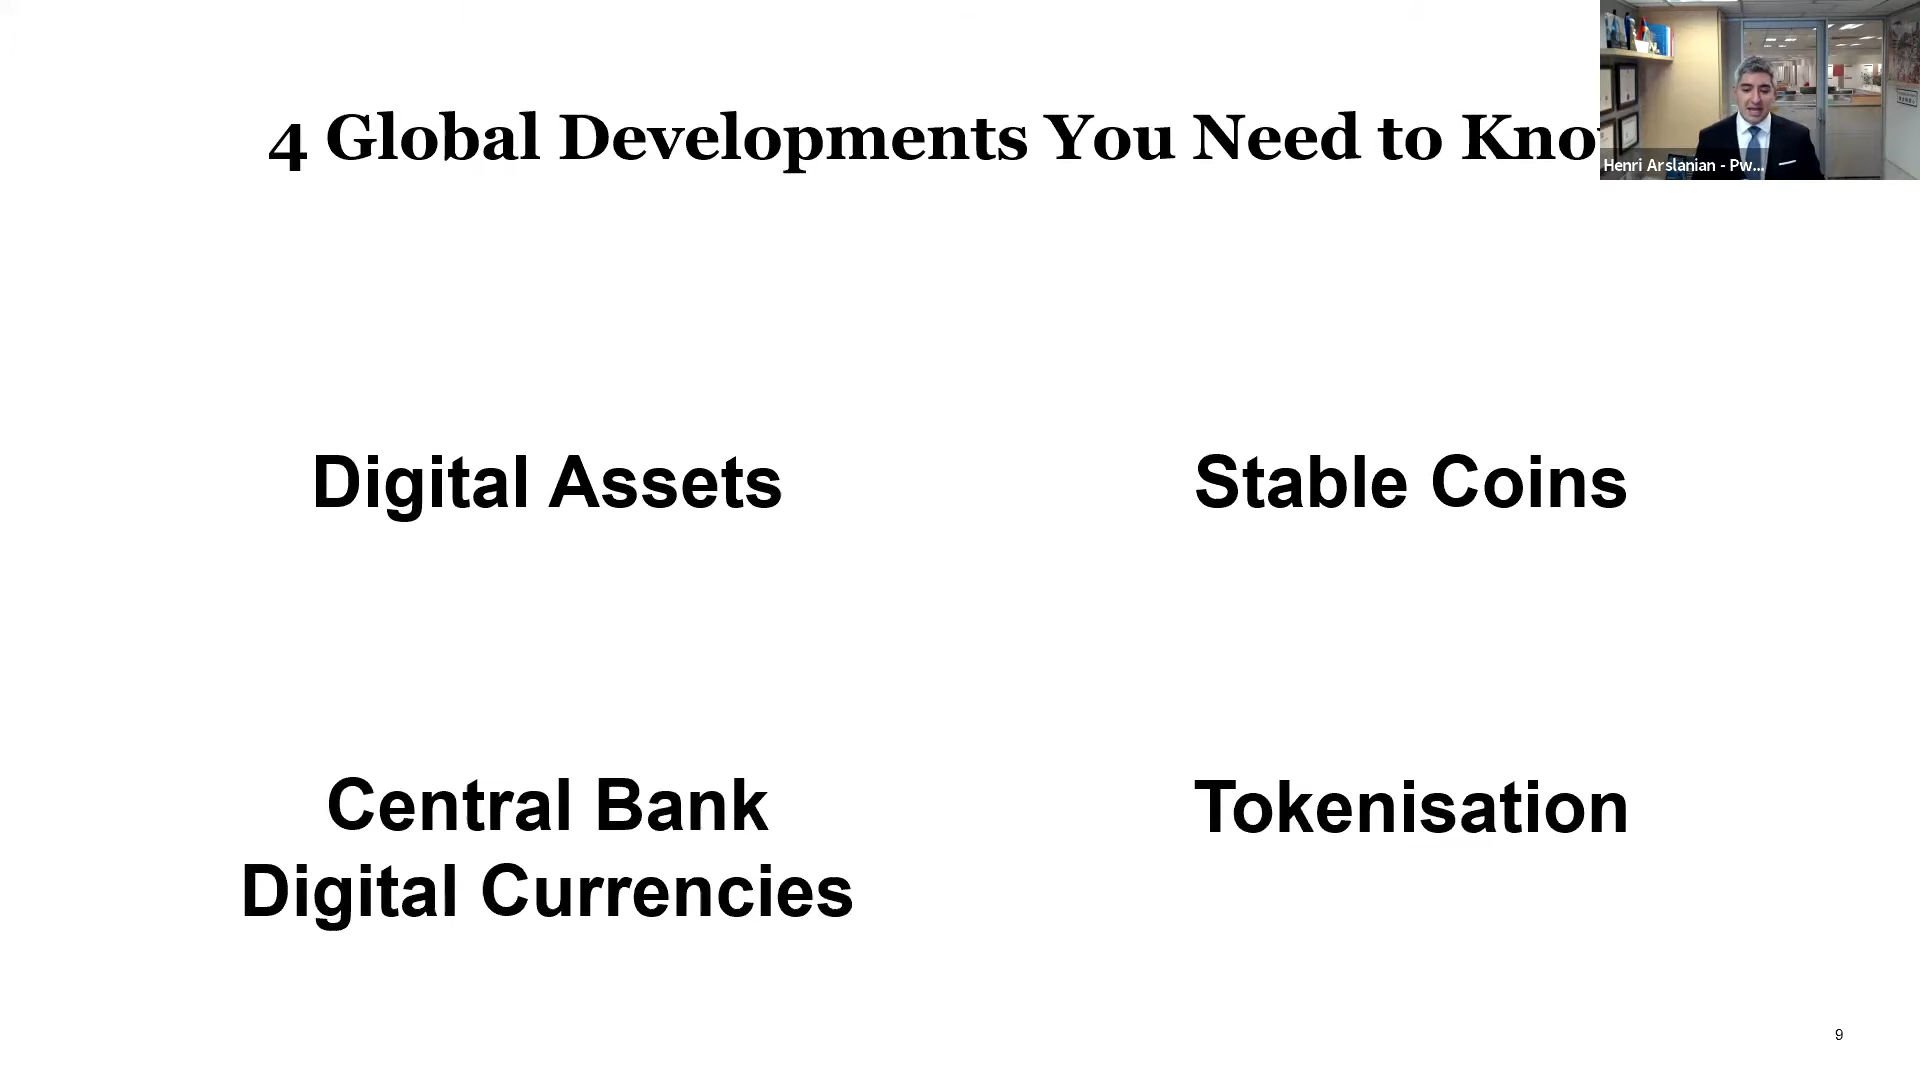 4 Global Developments You Need to Kno
Henri Arslanian - Pw...
Digital Assets
Stable Coins
Central Bank
Digital Currencies
Tokenisation
9